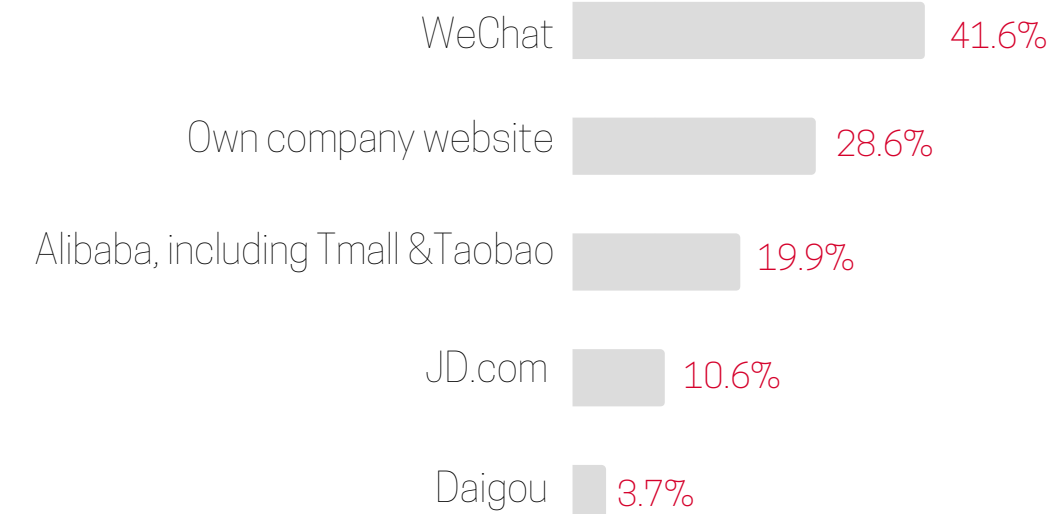 WeChat 41.6%
Own company website 28.6%
Alibaba, including Tmall &Taobao 19.9%
JD.com 10.6%
Daigou 3.7%